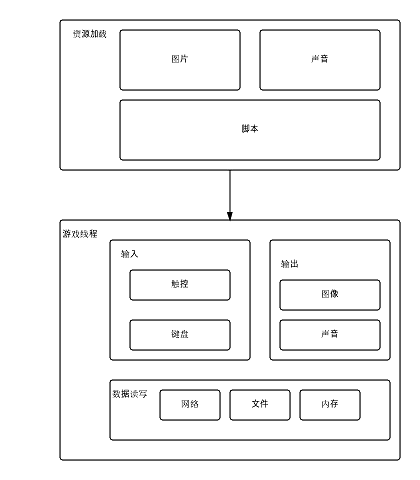 资源加载
图片
声音
脚本
游戏线程
输入
触控
键盘
输出
图像
声音
数据读写
网络
文件
内存